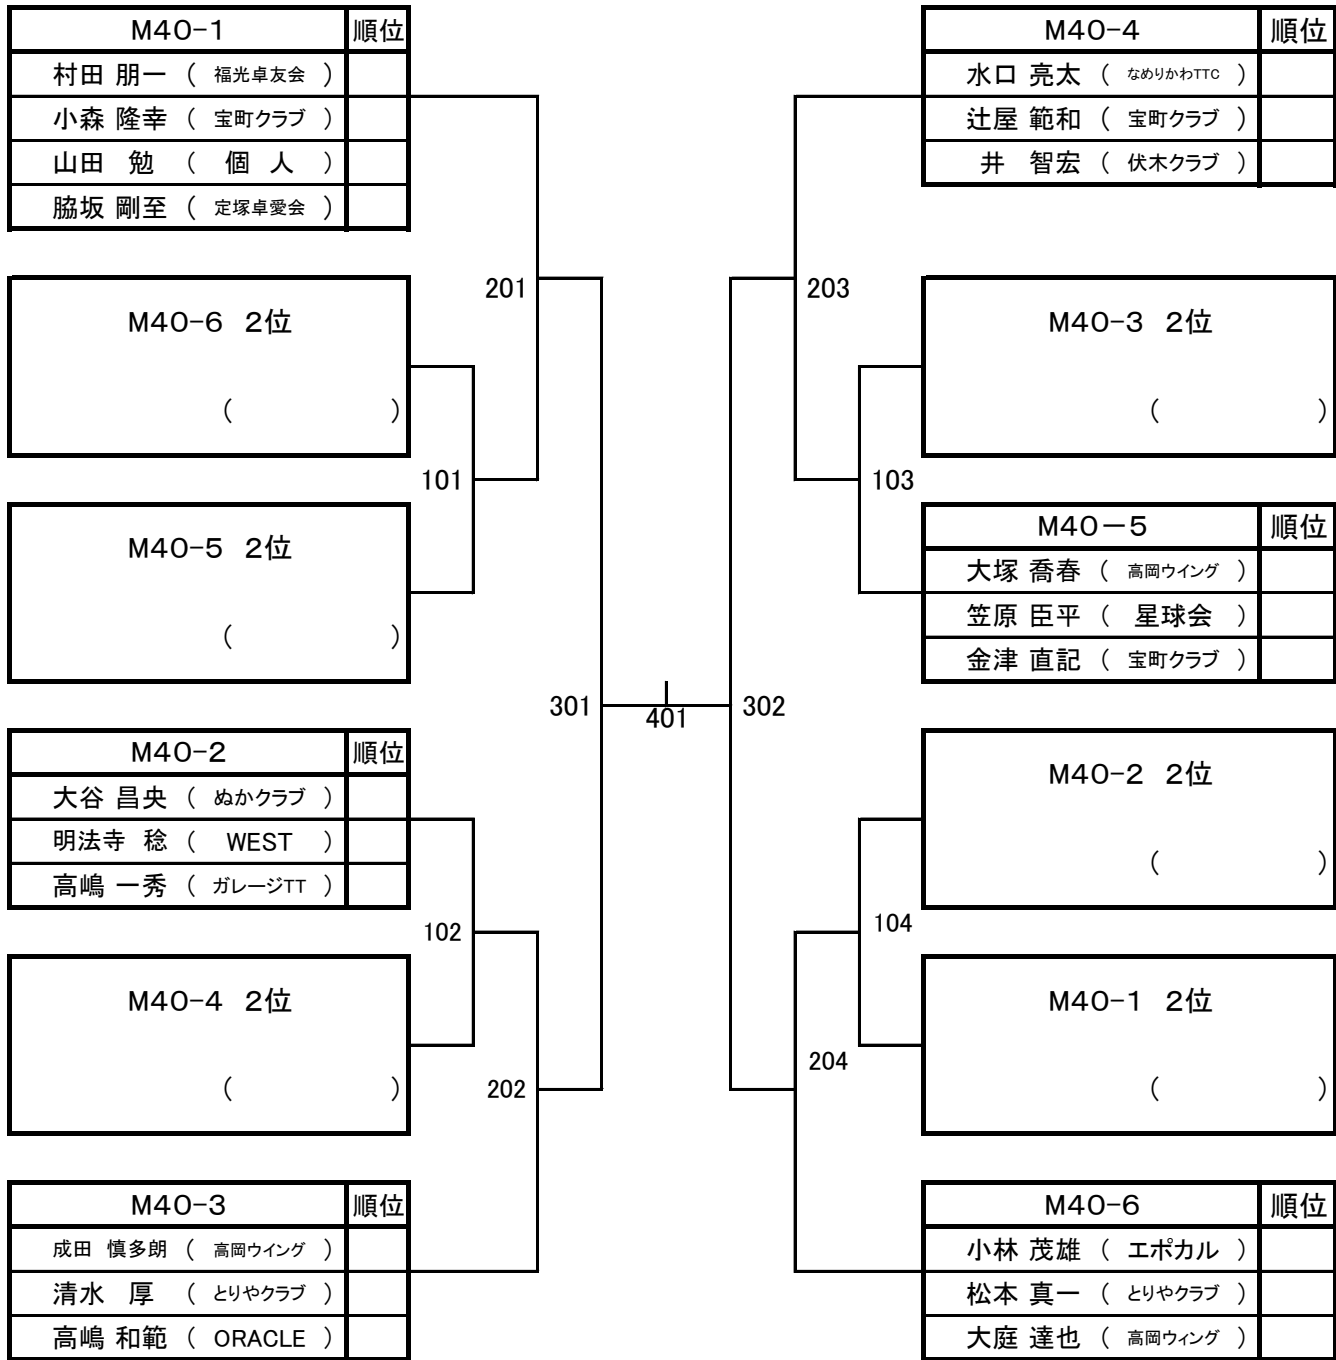 M40-1 順位
村田 朋一 ( 福光卓友会 )
小森 隆幸 ( 宝町クラブ )
山田 勉 ( 個 人 )
脇坂 剛至 ( 定塚卓愛会 )
M40-6 2位
( )
M40-5 2位
( )
M40-2 順位
大谷 昌央 ( ぬかクラブ )
明法寺 稔 ( WEST )
高嶋 一秀 ( ガレージTT )
M40-4 2位
( )
M40-3 順位
成田 慎多朗 ( 高岡ウイング )
清水 厚 ( とりやクラブ )
高嶋 和範 ( ORACLE )
201
101
301
102
202
401
M40-4 順位
水口 亮太 ( なめりかわTTC )
辻屋 範和 ( 宝町クラブ )
井 智宏 ( 伏木クラブ )
M40-3 2位
( )
M40-5 順位
大塚 喬春 ( 高岡ウイング )
笠原 臣平 ( 星球会 )
金津 直記 ( 宝町クラブ )
M40-2 2位
( )
M40-1 2位
( )
M40-6 順位
小林 茂雄 ( エポカル )
松本 真一 ( とりやクラブ )
大庭 達也 ( 高岡ウィング )
203
103
302
104
204